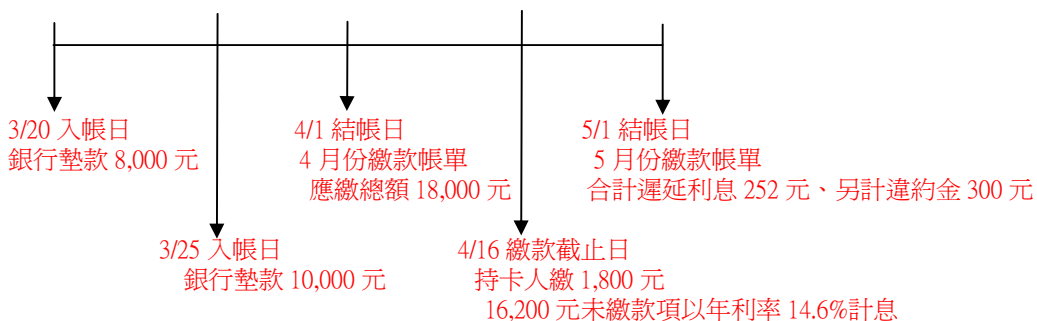 3/20 入帳日
銀行墊款 8,000 元
4/1 結帳日
4 月份繳款帳單
應繳總額 18,000 元
5/1 結帳日
5 月份繳款帳單
合計遲延利息 252 元、另計違約金 300 元
3/25 入帳日
銀行墊款 10,000 元
4/16 繳款截止日
持卡人繳 1,800 元
16,200 元未繳款項以年利率 14.6%計息